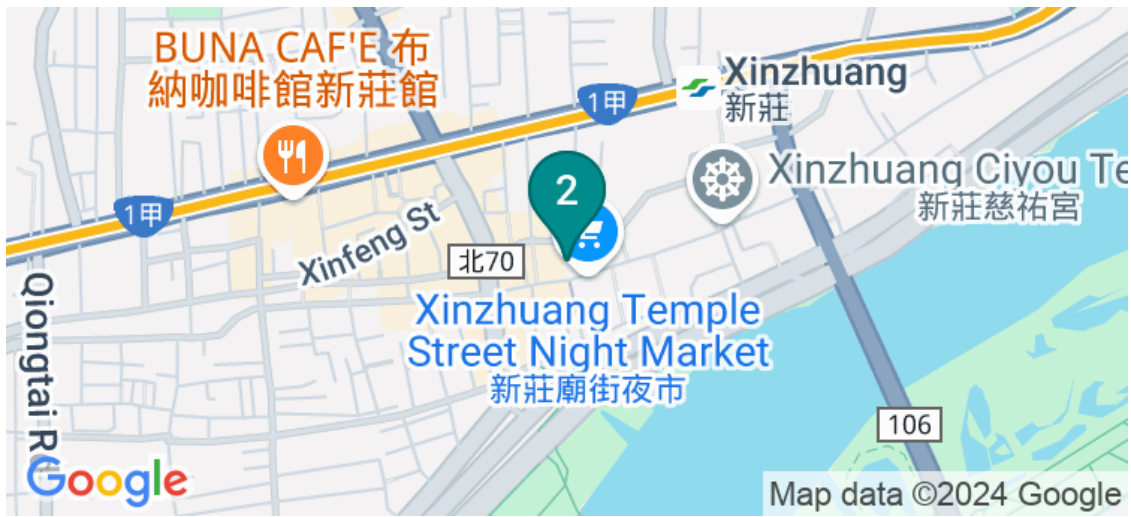 BUNA CAF'E 布
納咖啡館新莊館
1甲
Xinzhuang
新莊
Xinzhuang Ciyou Te
新莊慈祐宮
2
1甲
Xinfeng St
北70
Qiongtai R
Xinzhuang Temple
Street Night Market
新莊廟街夜市
106
Google
Map data ©2024 Google